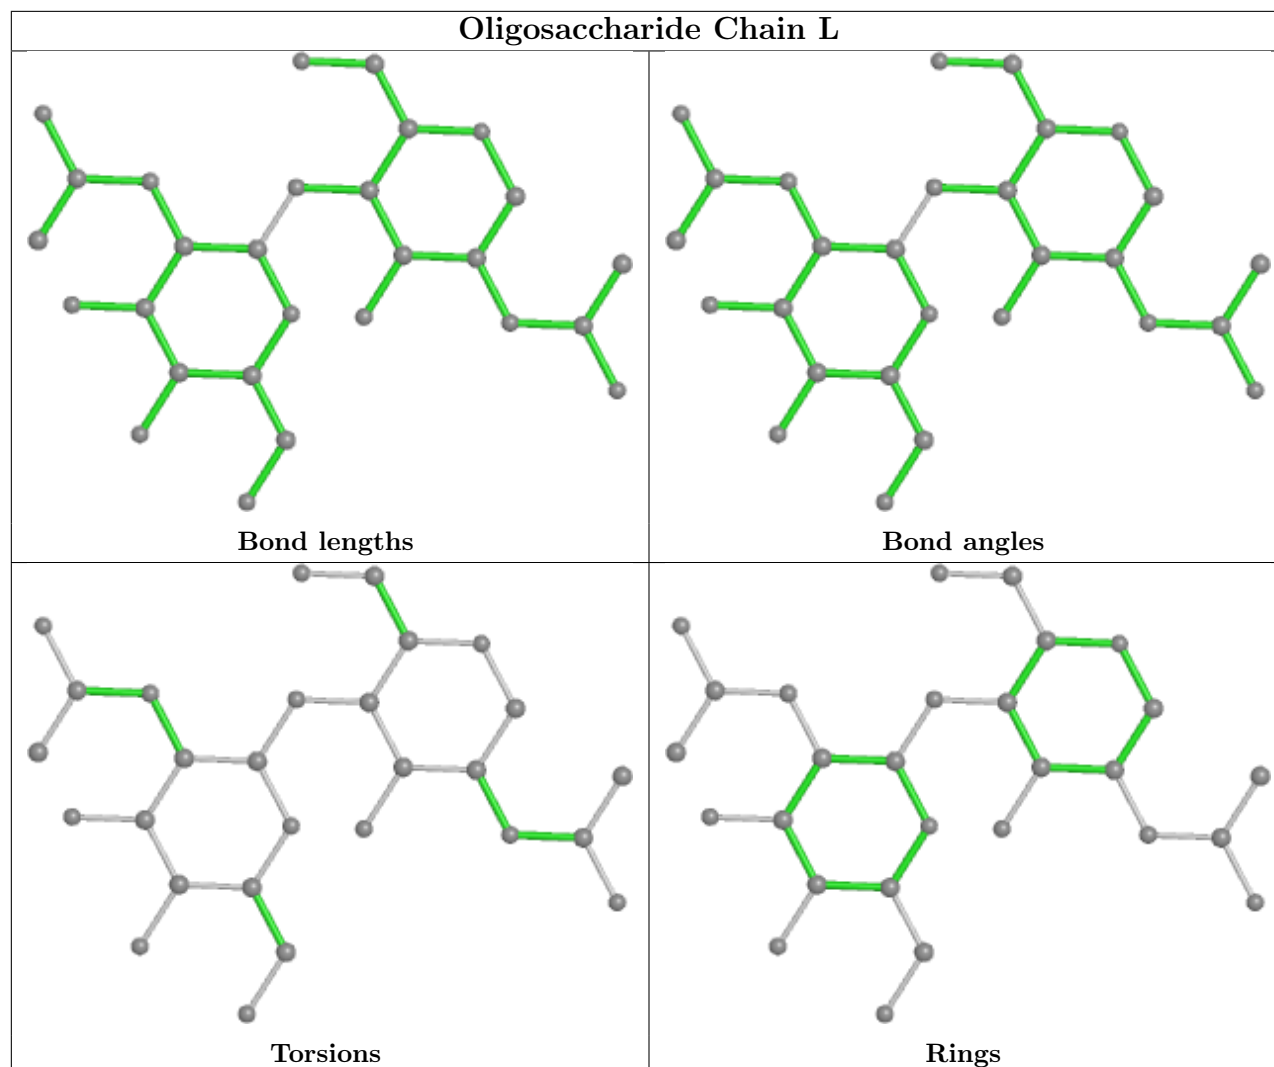 Oligosaccharide Chain L
Bond lengths
Bond angles
Torsions
Rings